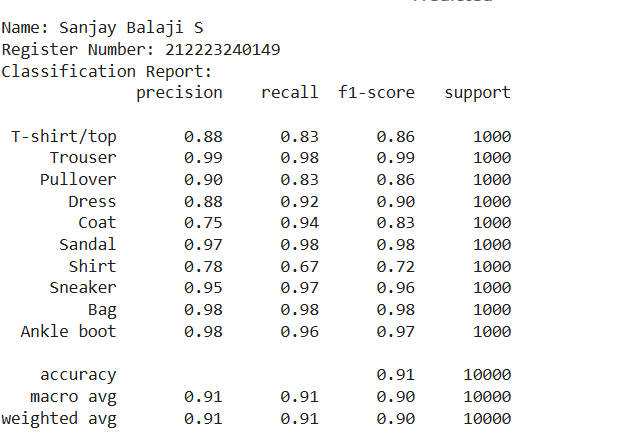 Name: Sanjay Balaji S
Register Number: 212223240149
Classification Report:
precision recall f1-score support
T-shirt/top 0.88 0.83 0.86 1000
Trouser 0.99 0.98 0.99 1000
Pullover 0.90 0.83 0.86 1000
Dress 0.88 0.92 0.90 1000
Coat 0.75 0.94 0.83 1000
Sandal 0.97 0.98 0.98 1000
Shirt 0.78 0.67 0.72 1000
Sneaker 0.95 0.97 0.96 1000
Bag 0.98 0.98 0.98 1000
Ankle boot 0.98 0.96 0.97 1000
accuracy 0.91 10000
macro avg 0.91 0.91 0.90 10000
weighted avg 0.91 0.91 0.90 10000